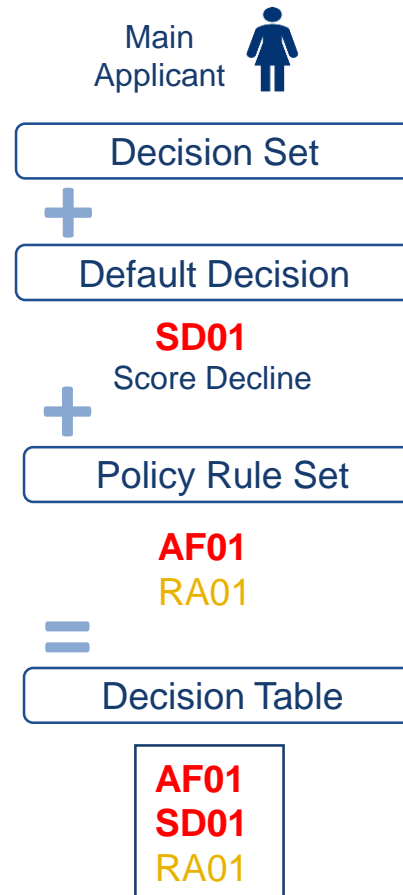 Main
Applicant
Decision Set
+
Default Decision
SD01
Score Decline
+
Policy Rule Set
AF01
RA01
=
Decision Table
AF01
SD01
RA01